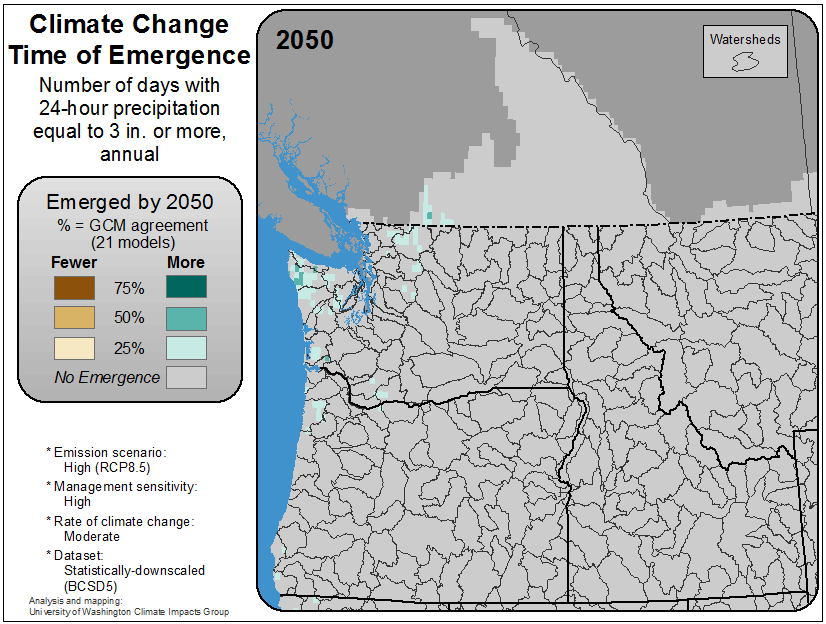 Climate Change
Time of Emergence
Number of days with
24-hour precipitation
equal to 3 in. or more,
annual
Emerged by 2050
% = GCM agreement
(21 models)
Fewer More
75%
50%
25%
No Emergence
* Emission scenario:
High (RCP8.5)
* Management sensitivity:
High
* Rate of climate change:
Moderate
* Dataset:
Statistically-downscaled
(BCSD5)
Analysis and mapping:
University of Washington Climate Impacts Group
2050
Watersheds